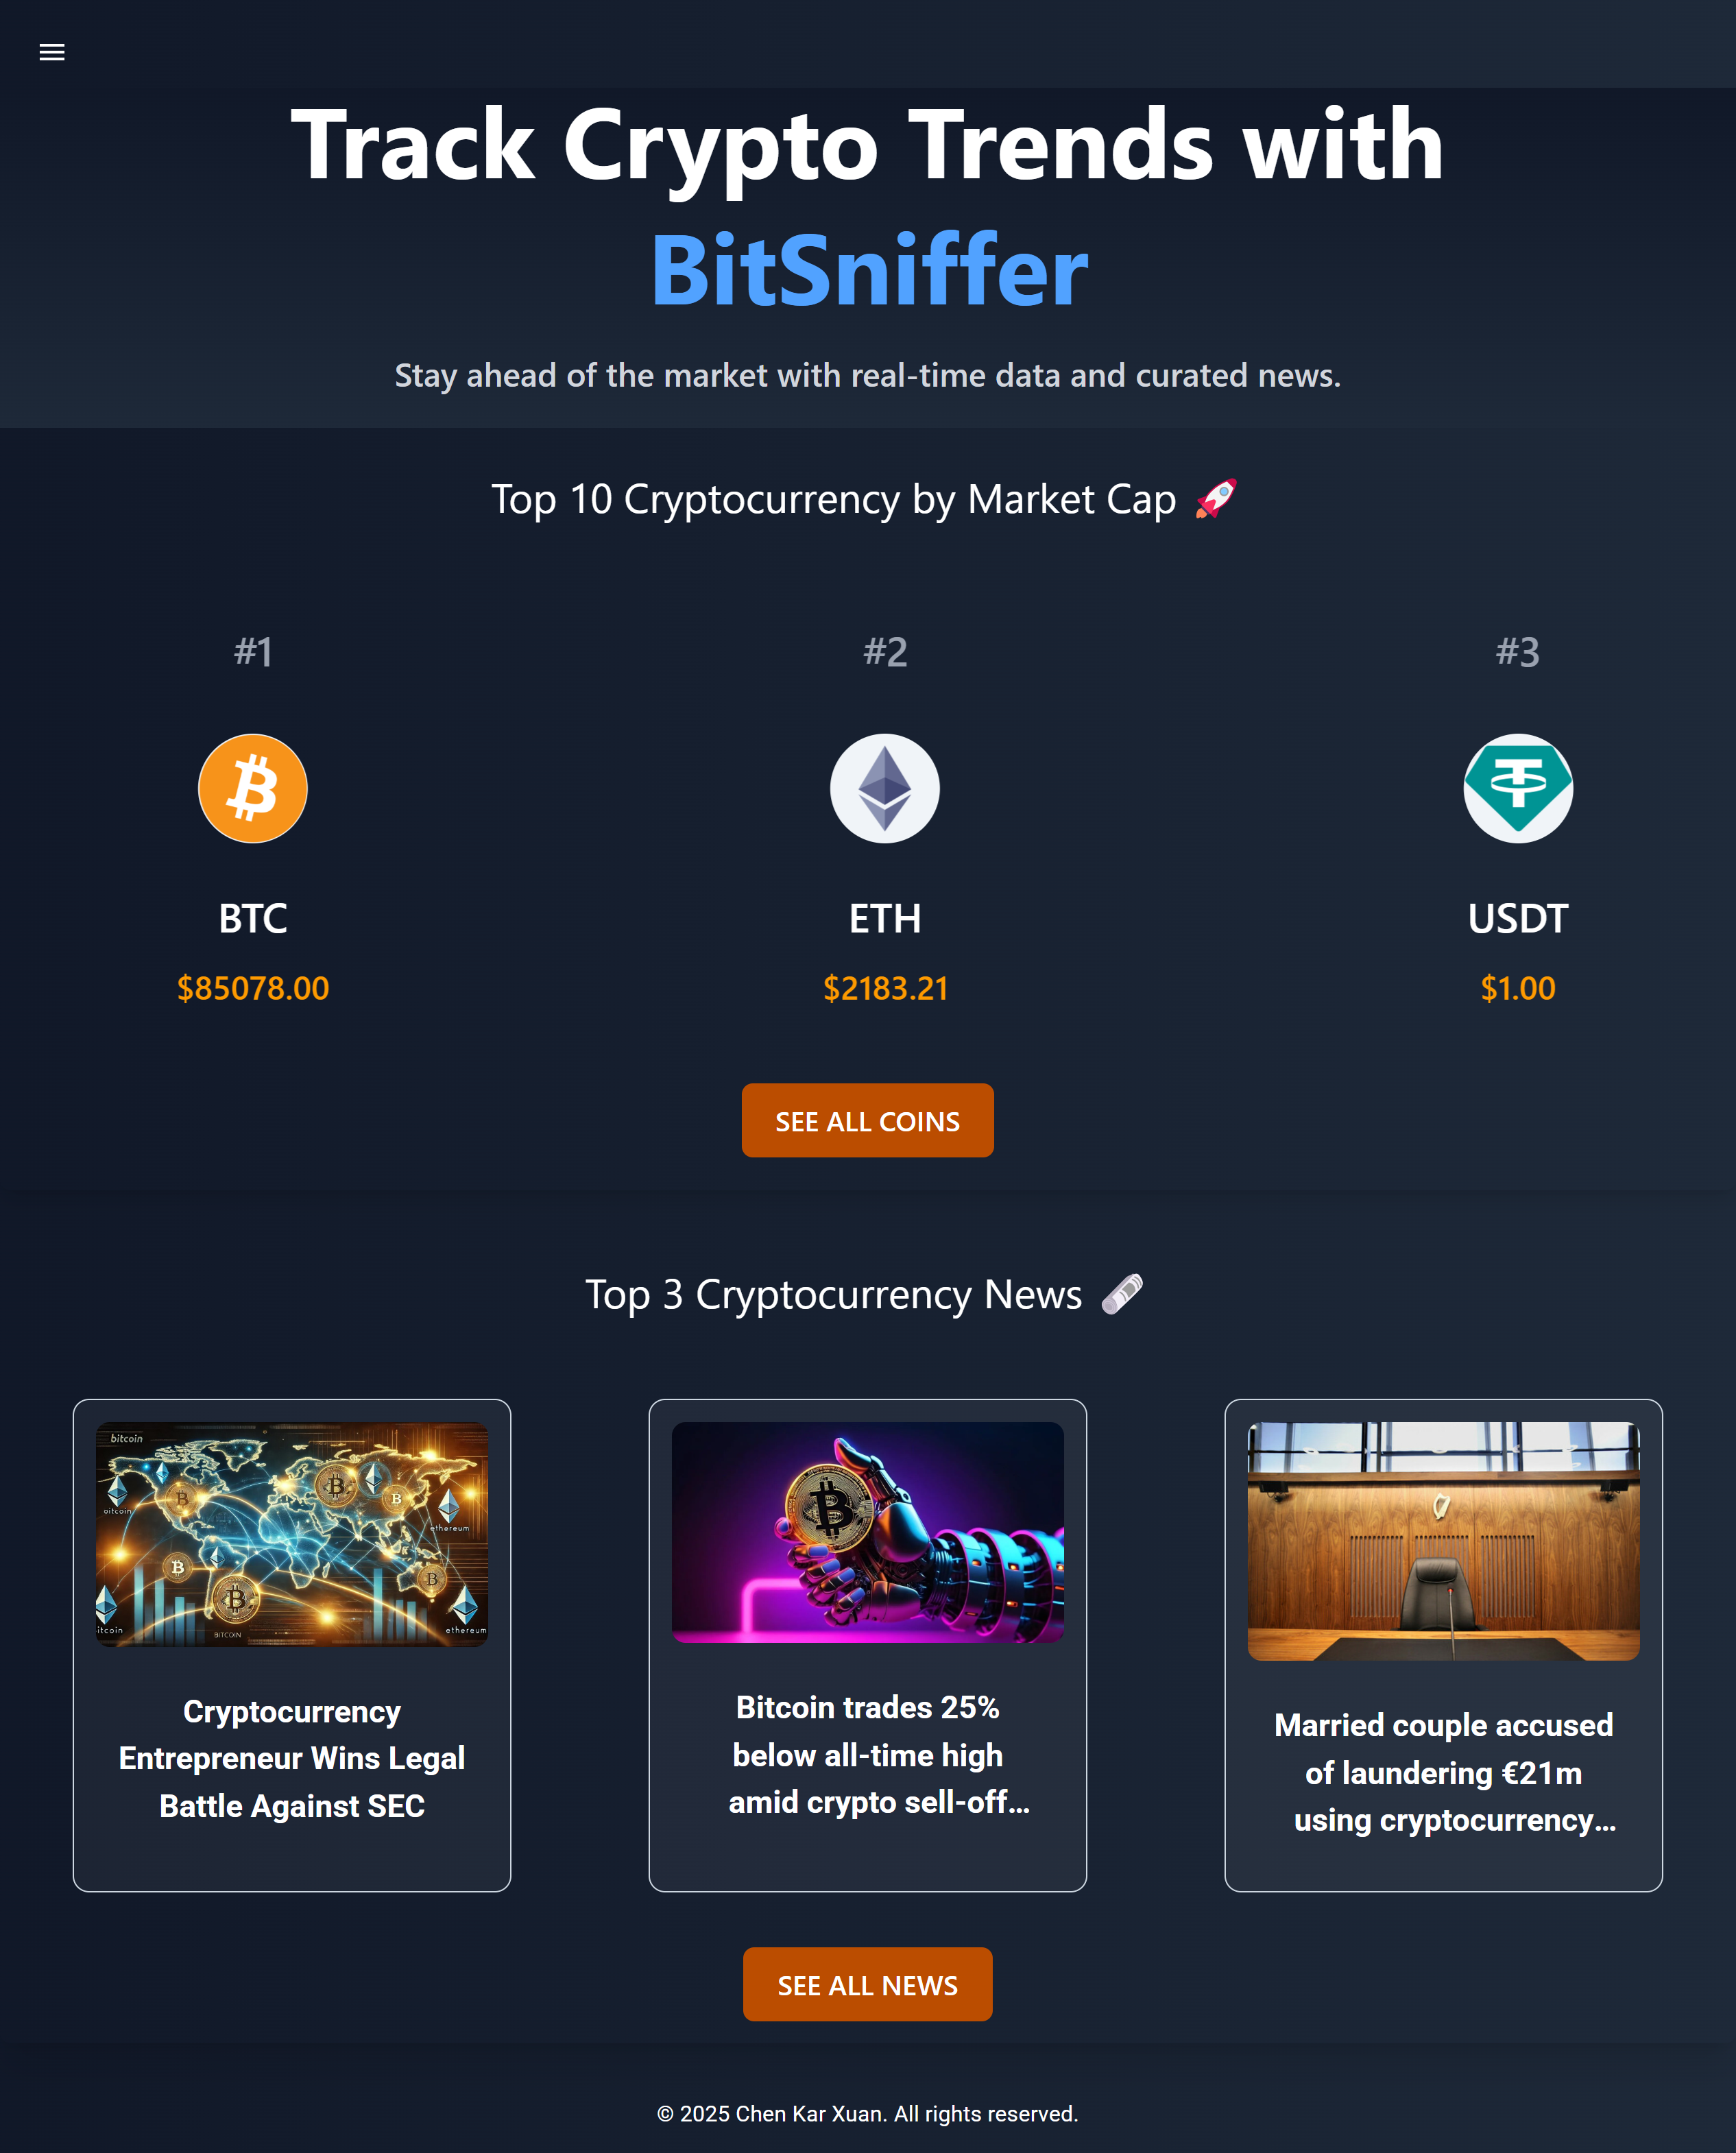 Track Crypto Trends with
BitSniffer
Stay ahead of the market with real-time data and curated news.
Top 10 Cryptocurrency by Market Cap 🚀
#1
#2
#3
BTC
ETH
USDT
$85078.00
$2183.21
$1.00
SEE ALL COINS
Top 3 Cryptocurrency News 🗞️
bitcoin
oitcoin
ethereum
itcoin
BITCOIN
ethereum
Cryptocurrency
Entrepreneur Wins Legal
Battle Against SEC
Bitcoin trades 25%
below all-time high
amid crypto sell-off...
Married couple accused
of laundering €21m
using cryptocurrency...
SEE ALL NEWS
© 2025 Chen Kar Xuan. All rights reserved.